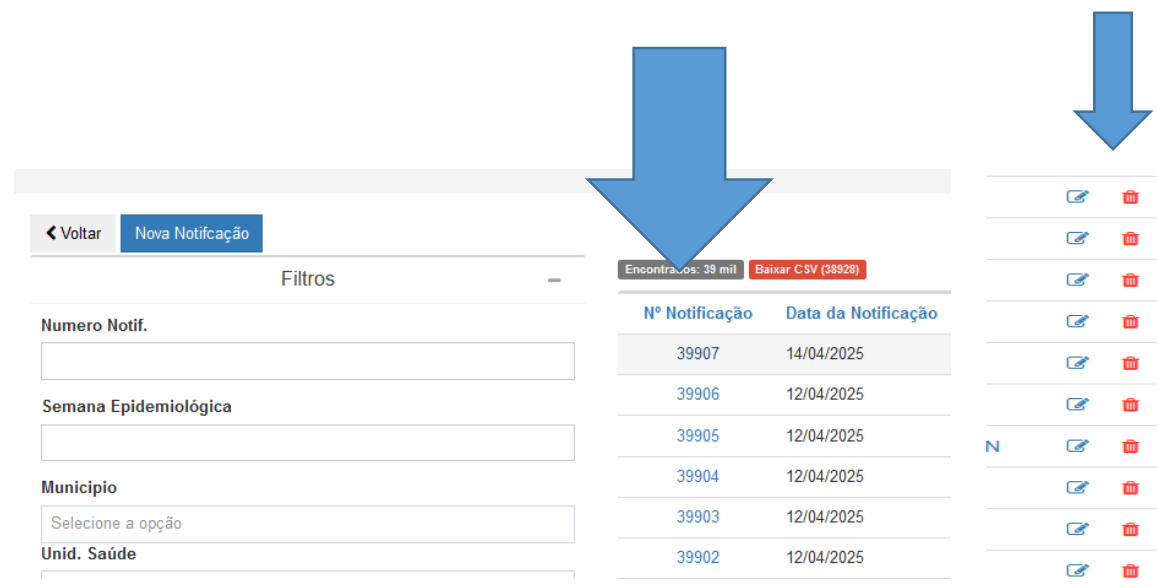 Voltar
Nova Notifcação
Filtros
Numero Notif.
Semana Epidemiológica
Municipio
Selecione a opção
Unid. Saúde
Encontrados: 39 mil
Baixar CSV (38928)
Nº Notificação Data da Notificação
39907 14/04/2025
39906 12/04/2025
39905 12/04/2025
39904 12/04/2025
39903 12/04/2025
39902 12/04/2025
N